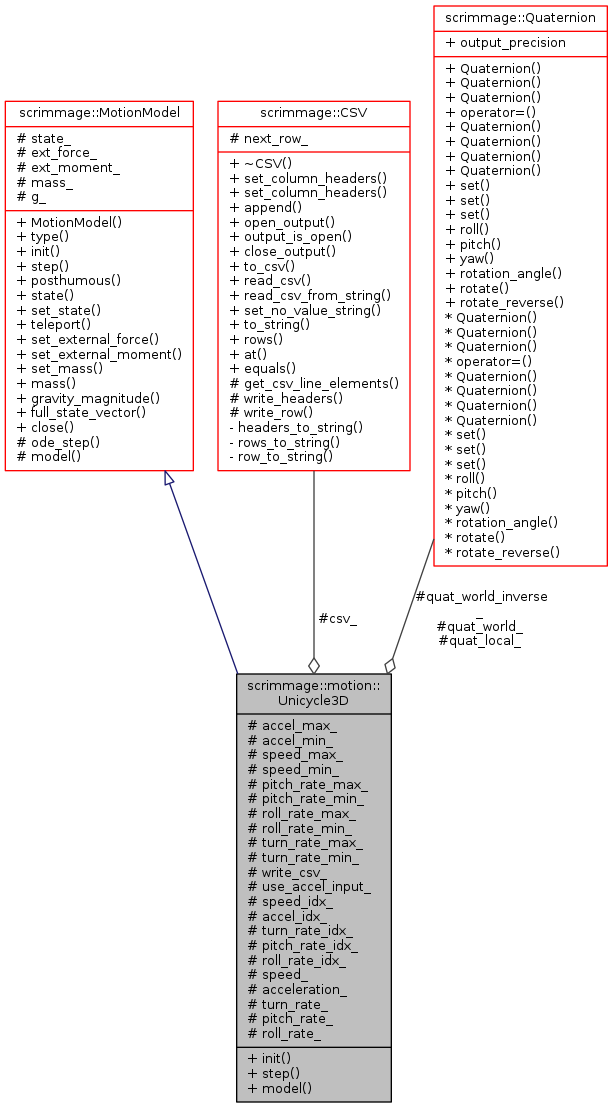 scrimmage::MotionModel
# state_
# ext_force_
# ext_moment_
# mass_
# g_
+ MotionModel()
+ type()
+ init()
+ step()
+ posthumous()
+ state()
+ set_state()
+ teleport()
+ set_external_force()
+ set_external_moment()
+ set_mass()
+ mass()
+ gravity_magnitude()
+ full_state_vector()
+ close()
# ode_step()
# model()
scrimmage::CSV
# next_row_
+ ~CSV()
+ set_column_headers()
+ set_column_headers()
+ append()
+ open_output()
+ output_is_open()
+ close_output()
+ to_csv()
+ read_csv()
+ read_csv_from_string()
+ set_no_value_string()
+ to_string()
+ rows()
+ at()
+ equals()
# get_csv_line_elements()
# write_headers()
# write_row()
- headers_to_string()
- rows_to_string()
- row_to_string()
scrimmage::Quaternion
+ output_precision
+ Quaternion()
+ Quaternion()
+ Quaternion()
+ operator=()
+ Quaternion()
+ Quaternion()
+ Quaternion()
+ Quaternion()
+ set()
+ set()
+ set()
+ roll()
+ pitch()
+ yaw()
+ rotation_angle()
+ rotate()
+ rotate_reverse()
* Quaternion()
* Quaternion()
* Quaternion()
* operator=()
* Quaternion()
* Quaternion()
* Quaternion()
* Quaternion()
* set()
* set()
* set()
* roll()
* pitch()
* yaw()
* rotation_angle()
* rotate()
* rotate_reverse()
#csv_
#quat_world_inverse
_
#quat_world_
#quat_local_
scrimmage::motion::
Unicycle3D
# accel_max_
# accel_min_
# speed_max_
# speed_min_
# pitch_rate_max_
# pitch_rate_min_
# roll_rate_max_
# roll_rate_min_
# turn_rate_max_
# turn_rate_min_
# write_csv_
# use_accel_input_
# speed_idx_
# accel_idx_
# turn_rate_idx_
# pitch_rate_idx_
# roll_rate_idx_
# speed_
# acceleration_
# turn_rate_
# pitch_rate_
# roll_rate_
+ init()
+ step()
+ model()